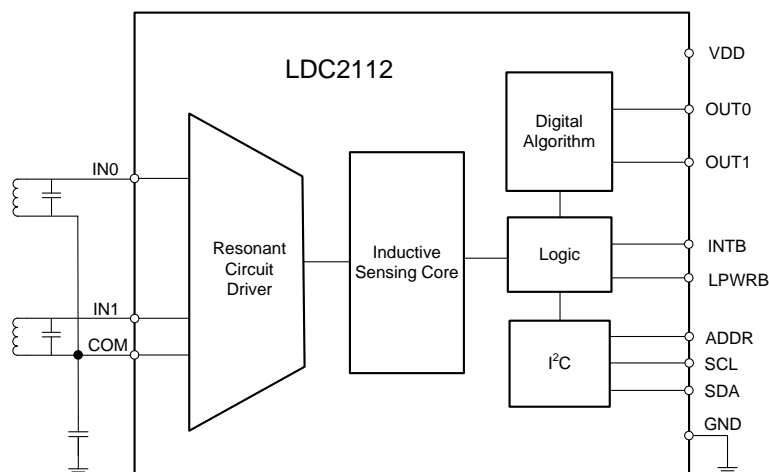 LDC2112
VDD
Digital
Algorithm
OUT0
OUT1
IN0
Resonant
Circuit
Driver
Inductive
Sensing Core
Logic
INTB
LPWRB
IN1
COM
I²C
ADDR
SCL
SDA
GND